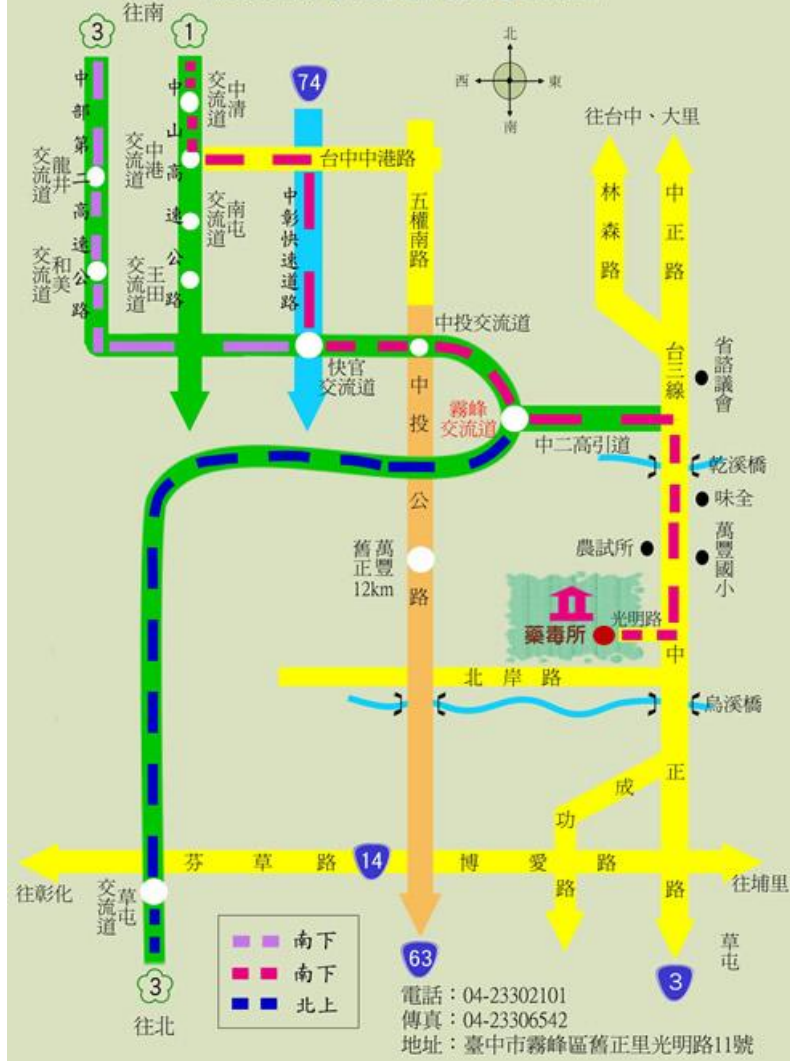 往南
3
1
74
北
西
東
南
往台中、大里
中部第二高速公路
中山高速公路
中清
交流道
中港
交流道
龍井
交流道
南屯
交流道
和美
交流道
王田
交流道
台中中港路
中彰快速道路
五權南路
林森路
中正路
中投交流道
快官
交流道
台三線
省諮議會
霧峰
交流道
中二高引道
中投公路
乾溪橋
味全
萬豐
舊正
12km
農試所
萬豐國小
光明路
藥毒所
北岸路
烏溪橋
中正路
成功路
芬草路
14
博愛路
往彰化
往埔里
草屯
交流道
草屯
南下
南下
北上
63
3
3
往北
電話：04-23302101
傳真：04-23306542
地址：臺中市霧峰區舊正里光明路11號